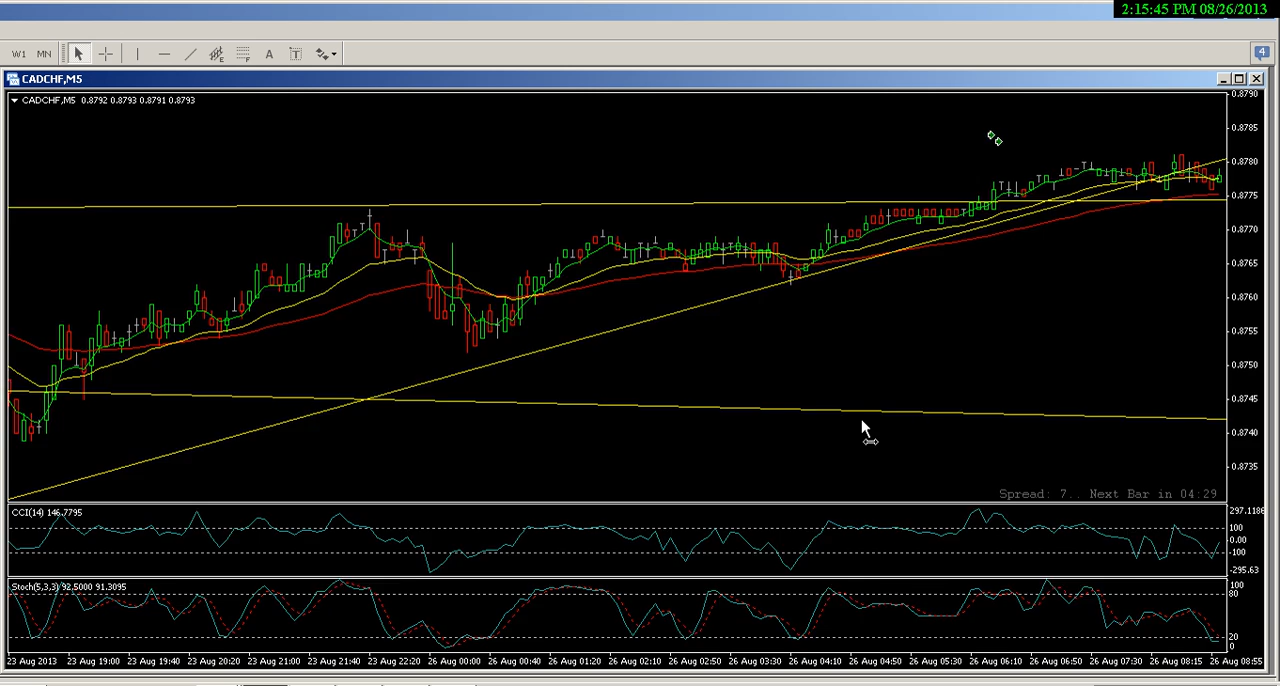 2:15:45 PM 08/26/2013
W1 MN E F A T 4
CADCHF,M5
CADCHF,M5 0.8792 0.8793 0.8791 0.8793
0.8790
0.8785
0.8780
0.8775
0.8770
0.8765
0.8760
0.8755
0.8750
0.8745
0.8740
0.8735
Spread: 7.. Next Bar in 04:29
CCI(14) 146.7795
297.1186
100
0.00
-100
-295.63
Stoch(5,3,3) 92.5000 91.3095
100
80
20
0
23 Aug 2013 23 Aug 19:00 23 Aug 19:40 23 Aug 20:20 23 Aug 21:00 23 Aug 21:40 23 Aug 22:20 26 Aug 00:00 26 Aug 00:40 26 Aug 01:20 26 Aug 02:10 26 Aug 02:50 26 Aug 03:30 26 Aug 04:10 26 Aug 04:50 26 Aug 05:30 26 Aug 06:10 26 Aug 06:50 26 Aug 07:30 26 Aug 08:15 26 Aug 08:55